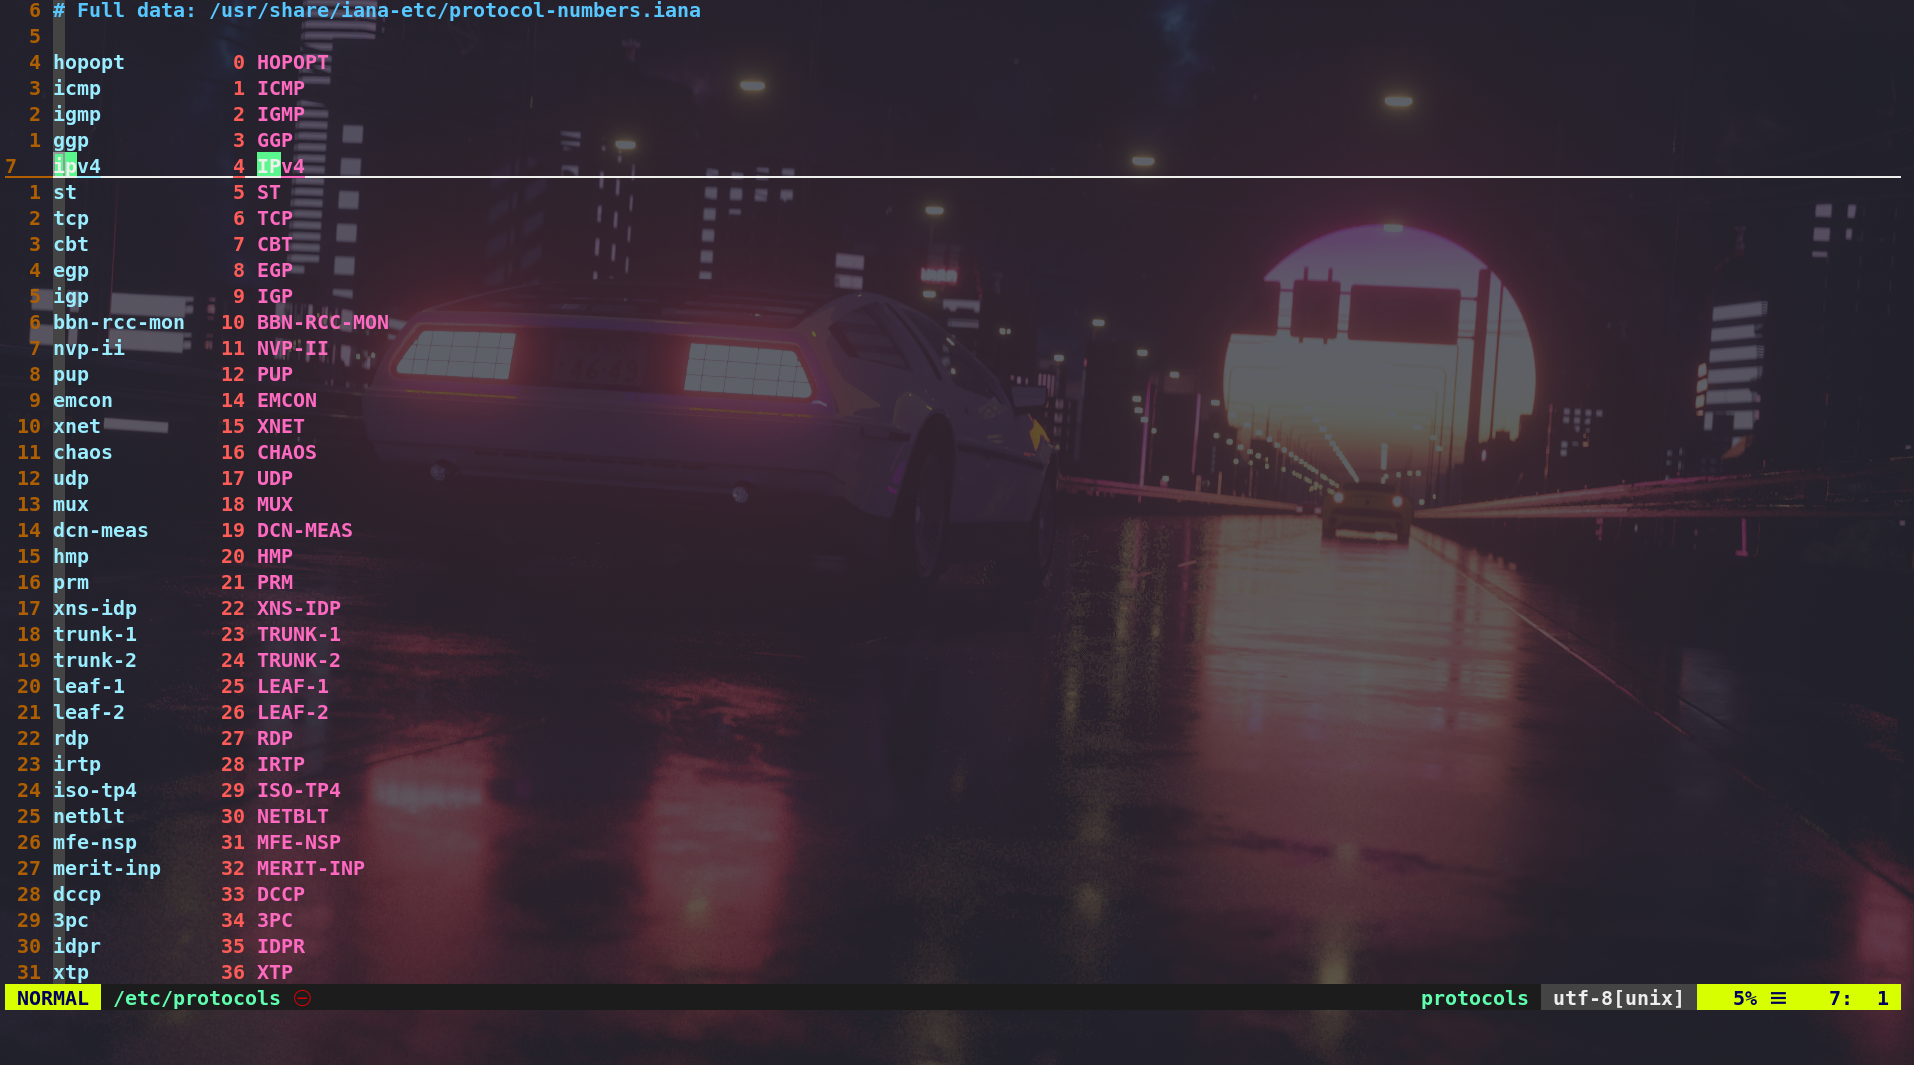 6 # Full data: /usr/share/iana-etc/protocol-numbers.iana
5
4 hopopt 0 HOPOPT
3 icmp 1 ICMP
2 igmp 2 IGMP
1 ggp 3 GGP
7 ipv4 4 IPv4
1 st 5 ST
2 tcp 6 TCP
3 cbt 7 CBT
4 egp 8 EGP
5 igp 9 IGP
6 bbn-rcc-mon 10 BBN-RCC-MON
7 nvp-ii 11 NVP-II
8 pup 12 PUP
9 emcon 14 EMCON
10 xnet 15 XNET
11 chaos 16 CHAOS
12 udp 17 UDP
13 mux 18 MUX
14 dcn-meas 19 DCN-MEAS
15 hmp 20 HMP
16 prm 21 PRM
17 xns-idp 22 XNS-IDP
18 trunk-1 23 TRUNK-1
19 trunk-2 24 TRUNK-2
20 leaf-1 25 LEAF-1
21 leaf-2 26 LEAF-2
22 rdp 27 RDP
23 irtp 28 IRTP
24 iso-tp4 29 ISO-TP4
25 netblt 30 NETBLT
26 mfe-nsp 31 MFE-NSP
27 merit-inp 32 MERIT-INP
28 dccp 33 DCCP
29 3pc 34 3PC
30 idpr 35 IDPR
31 xtp 36 XTP
NORMAL /etc/protocols ⊖ protocols utf-8[unix] 5% ≡ 7: 1